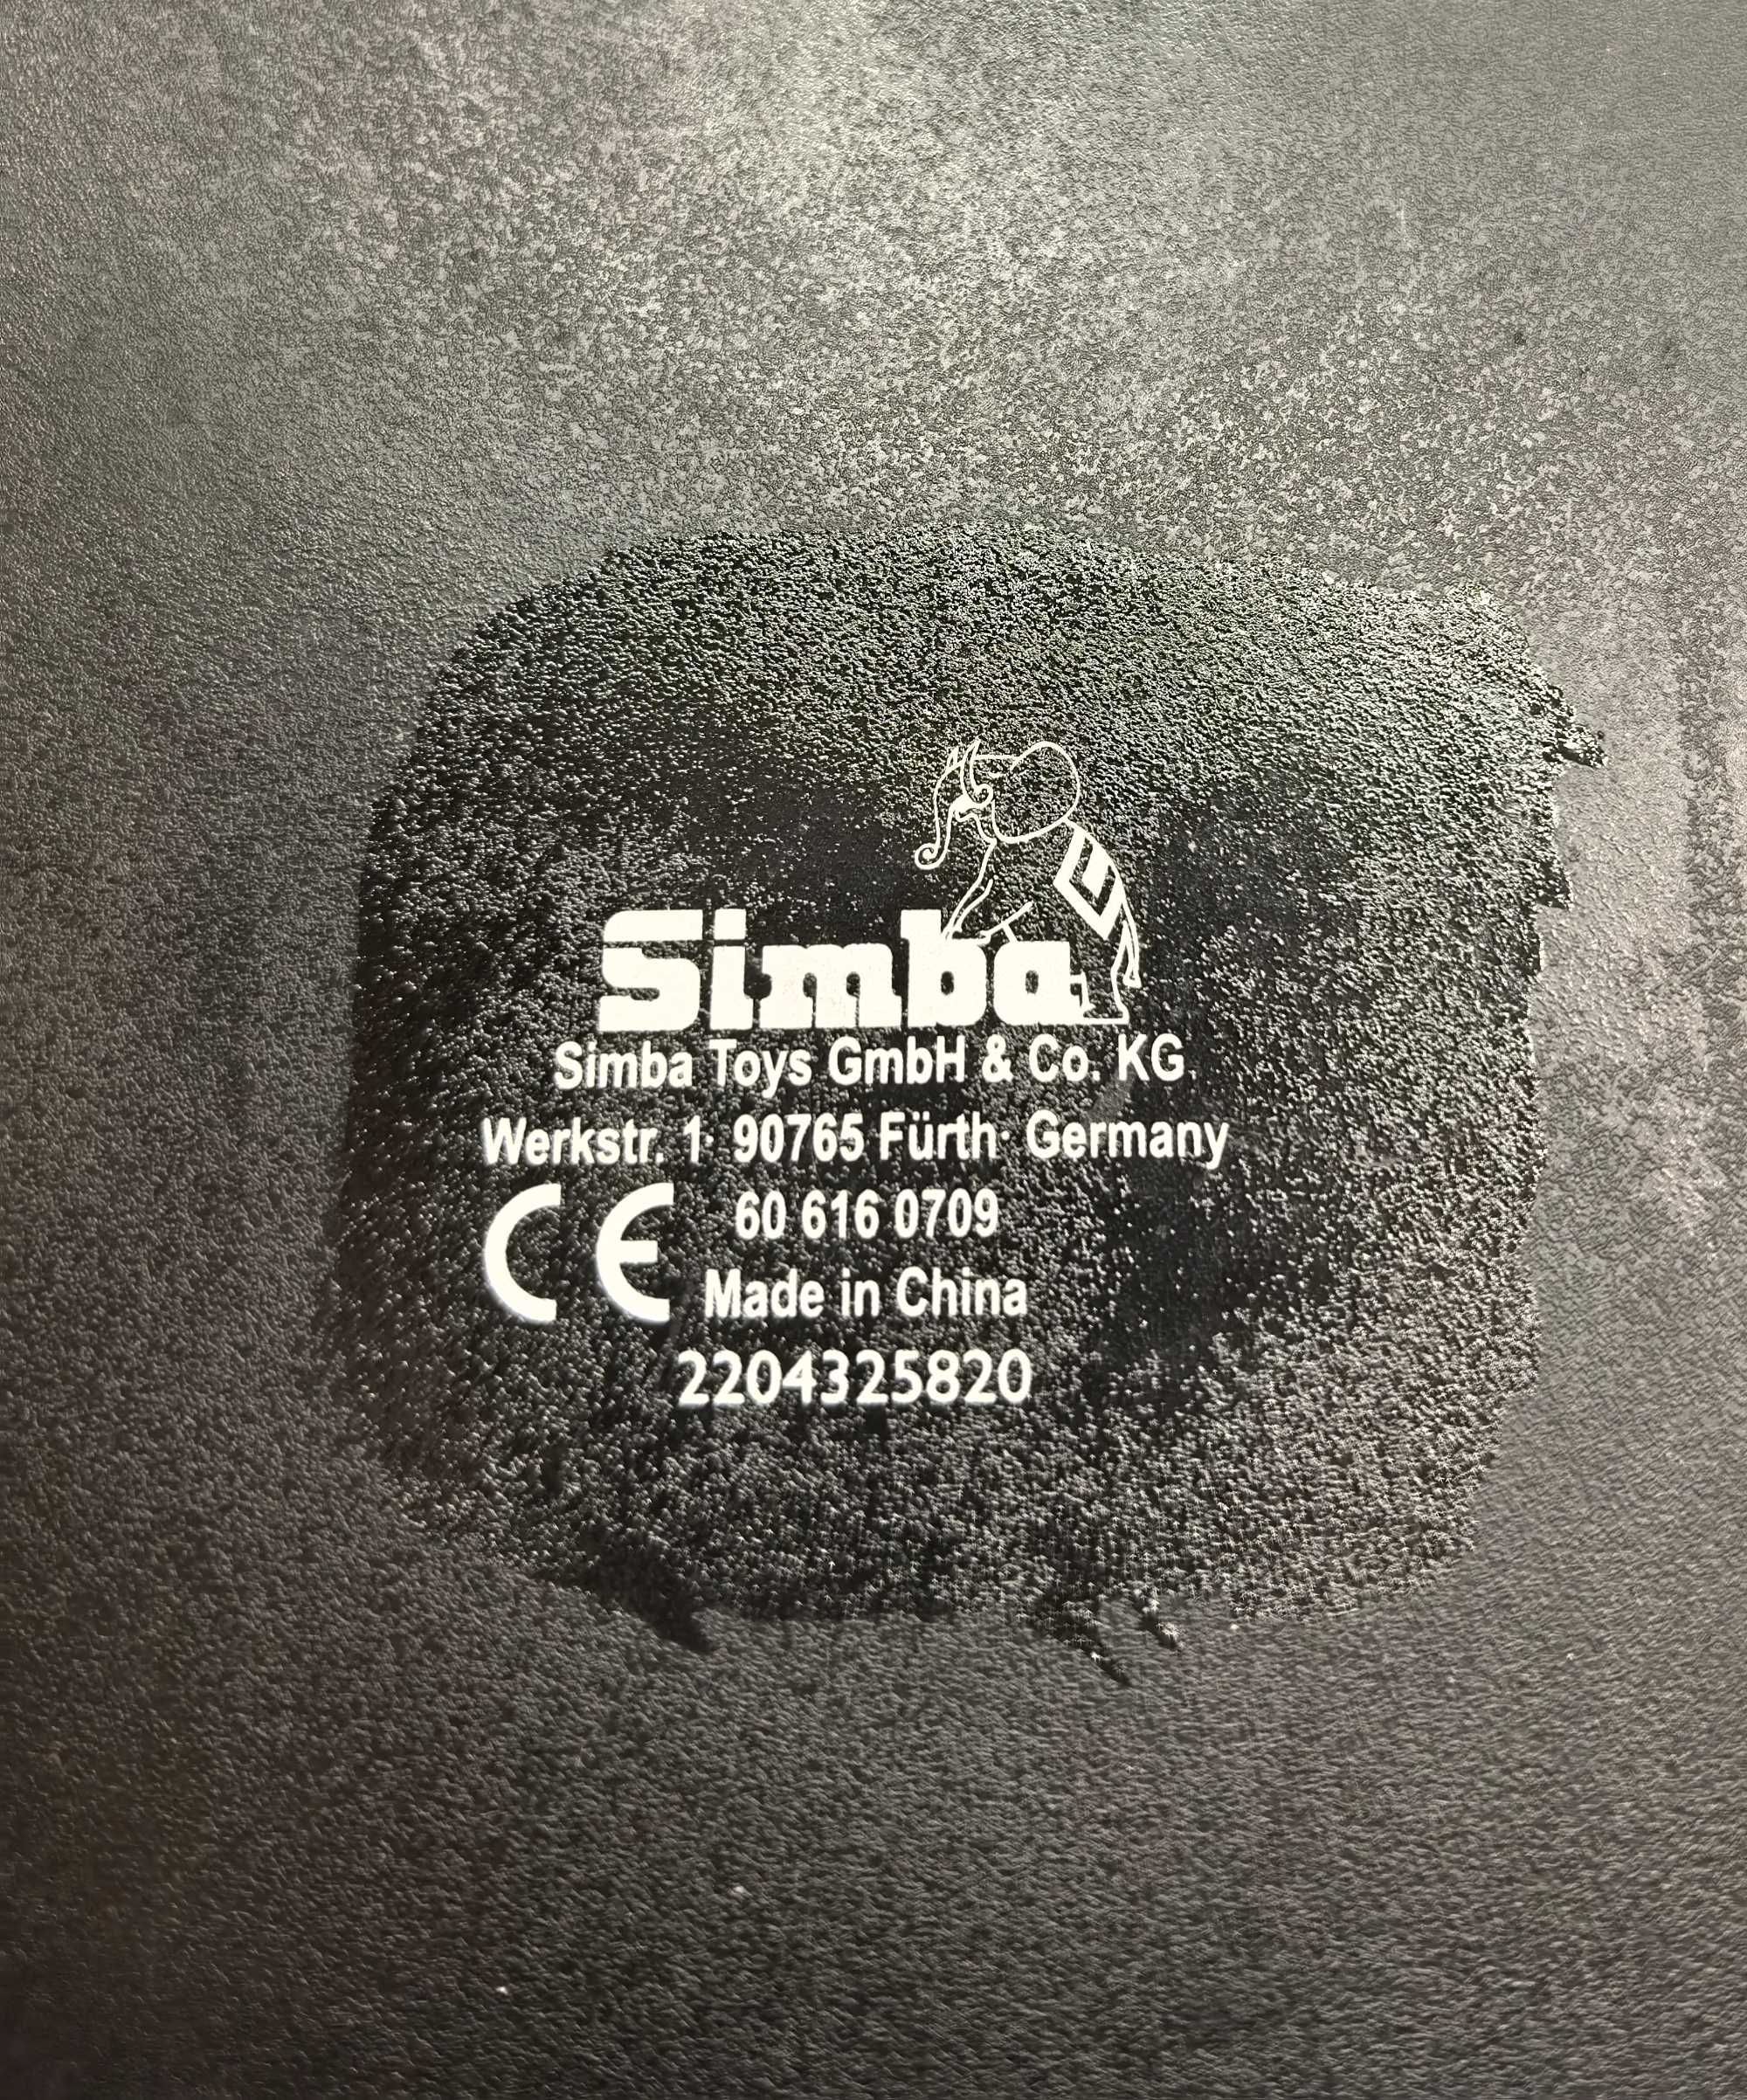 Simba
Simba Toys GmbH & Co. KG
Werkstr. 1· 90765 Fürth· Germany
CE 60 616 0709
Made in China
2204325820